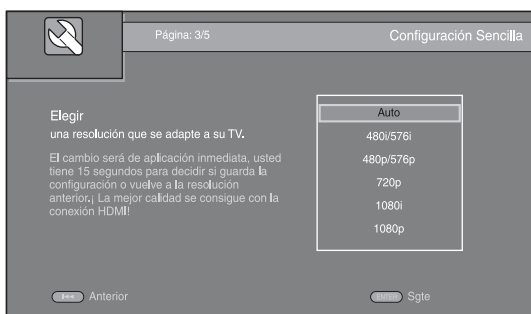 Página: 3/5
Configuración Sencilla
Elegir
una resolución que se adapte a su TV.
El cambio será de aplicación inmediata, usted
tiene 15 segundos para decidir si guarda la
configuración o vuelve a la resolución
anterior.¡ La mejor calidad se consigue con la
conexión HDMI!
Auto
480i/576i
480p/576p
720p
1080i
1080p
Anterior
ENTER Sgte